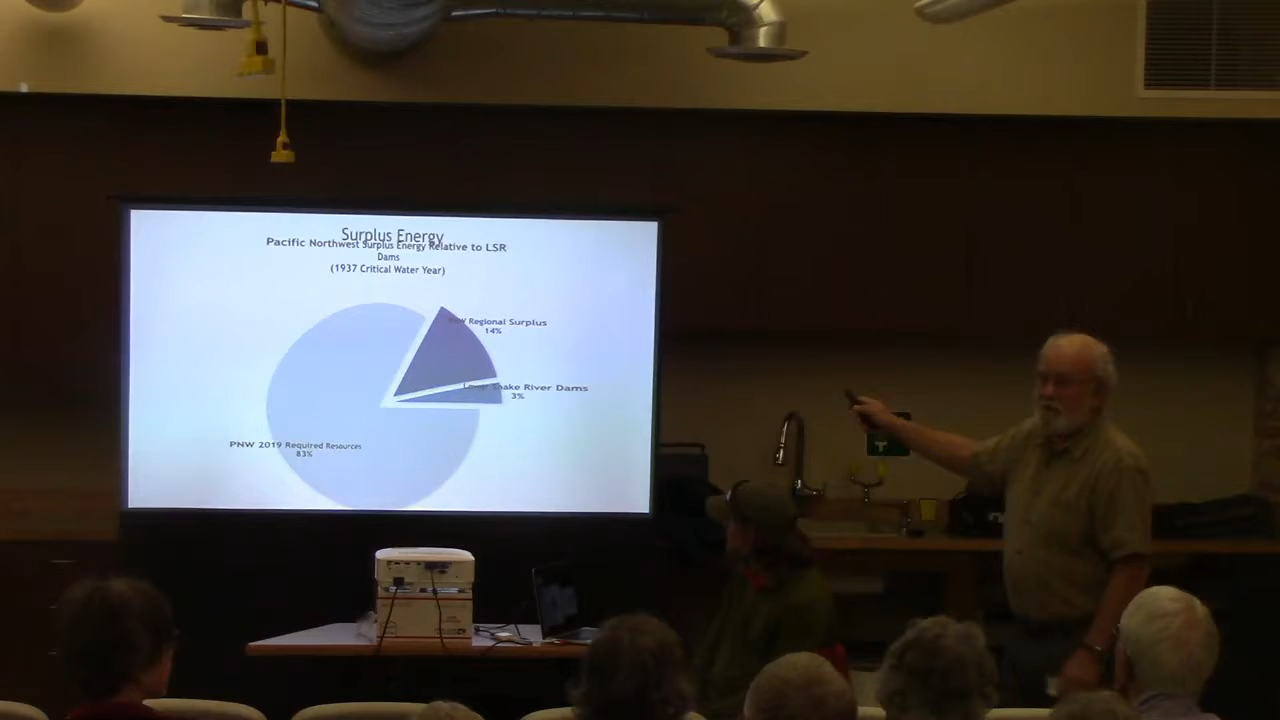 Surplus Energy
Pacific Northwest Surplus Energy Relative to LSR
Dams
(1937 Critical Water Year)
Regional Surplus
14%
Lower Snake River Dams
3%
PNW 2019 Required Resources
83%